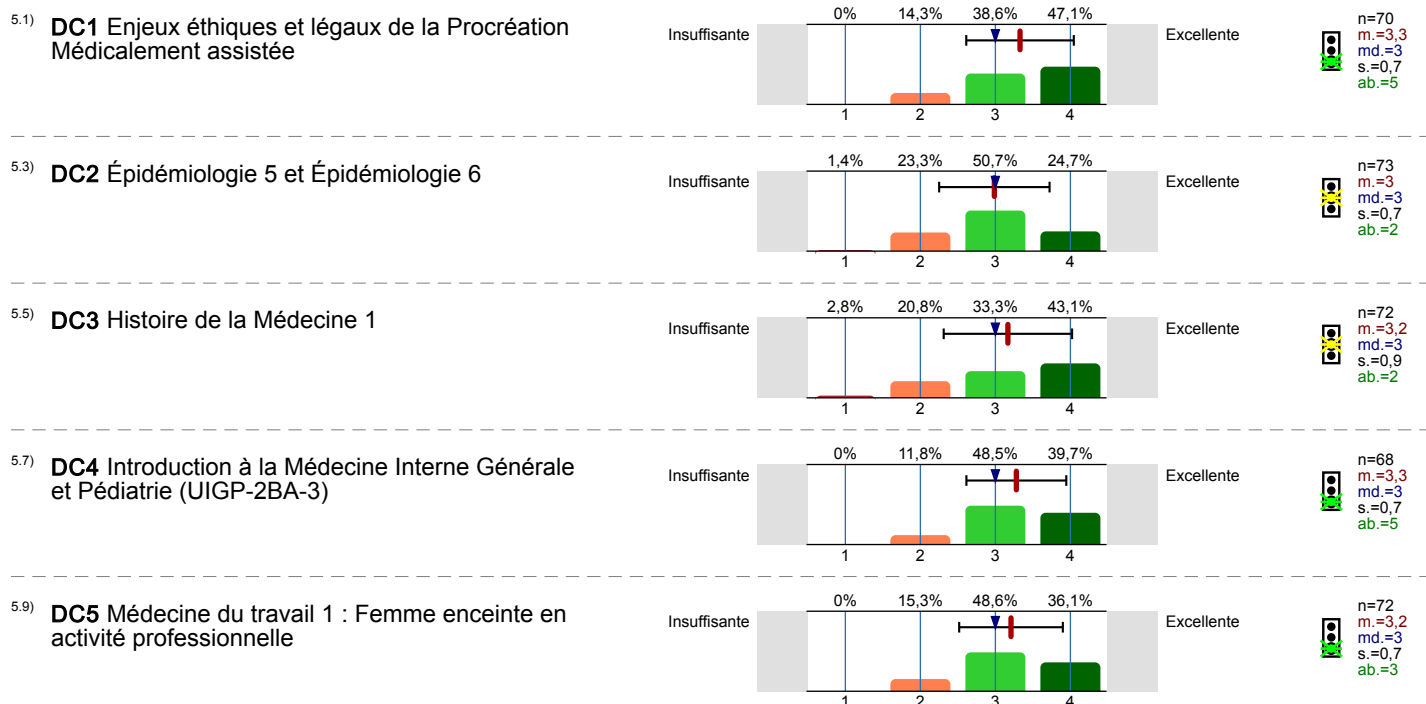 5.1) DC1 Enjeux éthiques et légaux de la Procréation
Médicalement assistée
Insuffisante
0% 14,3% 38,6% 47,1%
1 2 3 4
Excellente
n=70
m.=3,3
md.=3
s.=0,7
ab.=5
5.3) DC2 Épidémiologie 5 et Épidémiologie 6
Insuffisante
1,4% 23,3% 50,7% 24,7%
1 2 3 4
Excellente
n=73
m.=3
md.=3
s.=0,7
ab.=2
5.5) DC3 Histoire de la Médecine 1
Insuffisante
2,8% 20,8% 33,3% 43,1%
1 2 3 4
Excellente
n=72
m.=3,2
md.=3
s.=0,9
ab.=2
5.7) DC4 Introduction à la Médecine Interne Générale
et Pédiatrie (UIGP-2BA-3)
Insuffisante
0% 11,8% 48,5% 39,7%
1 2 3 4
Excellente
n=68
m.=3,3
md.=3
s.=0,7
ab.=5
5.9) DC5 Médecine du travail 1 : Femme enceinte en
activité professionnelle
Insuffisante
0% 15,3% 48,6% 36,1%
1 2 3 4
Excellente
n=72
m.=3,2
md.=3
s.=0,7
ab.=3